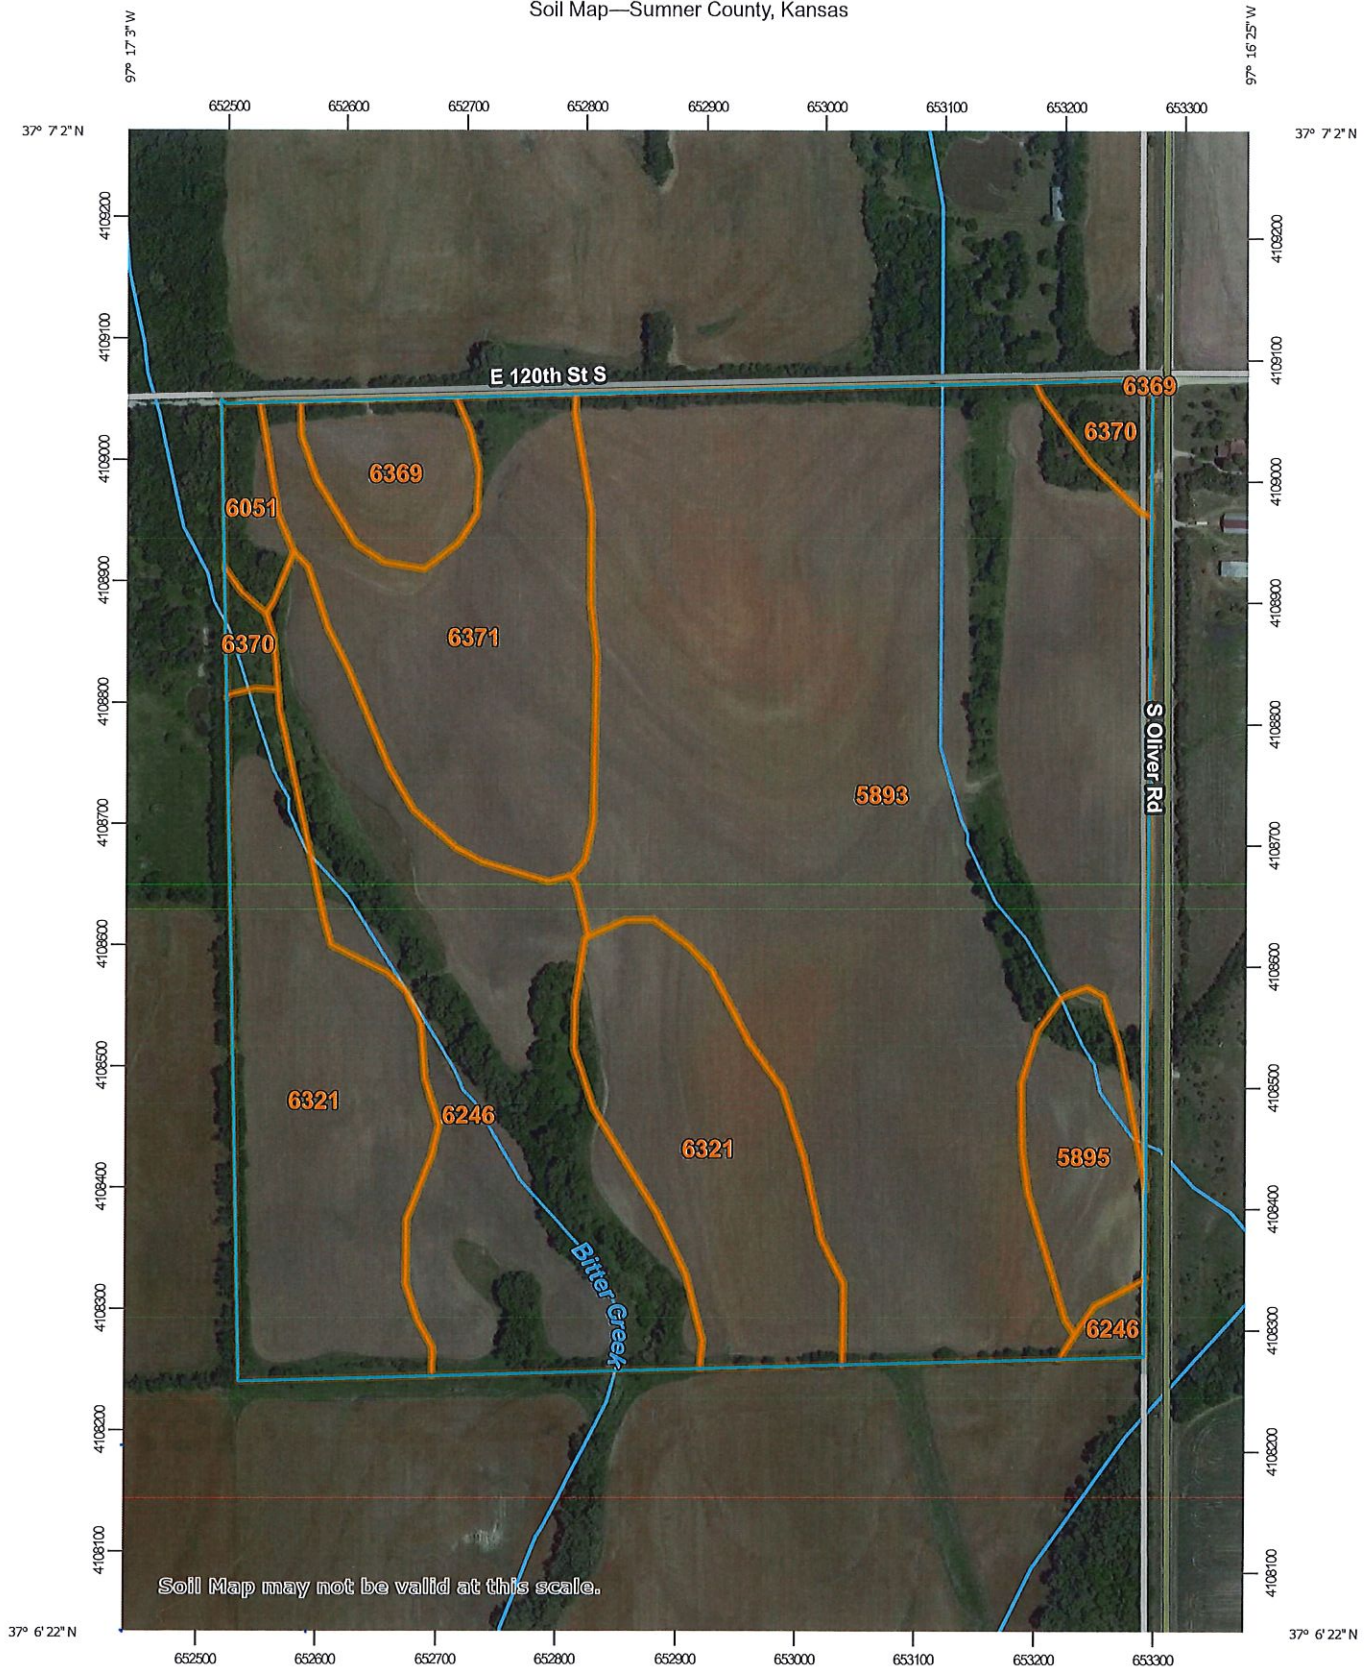 Soil Map—Sumner County, Kansas
97° 17' 3" W
97° 16' 25" W
652500 652600 652700 652800 652900 653000 653100 653200 653300
37° 7' 2" N
37° 7' 2" N
4109200
4109200
4109100
4109100
E 120th St S
6369
6370
6369
4109000
4109000
6051
4108900
4108900
6370
6371
4108800
4108800
S Oliver Rd
5893
4108700
4108700
4108600
4108600
4108500
4108500
6321
6246
6321
5895
4108400
4108400
Bitter Creek
4108300
4108300
6246
4108200
4108200
4108100
4108100
Soil Map may not be valid at this scale.
37° 6' 22" N
37° 6' 22" N
652500 652600 652700 652800 652900 653000 653100 653200 653300